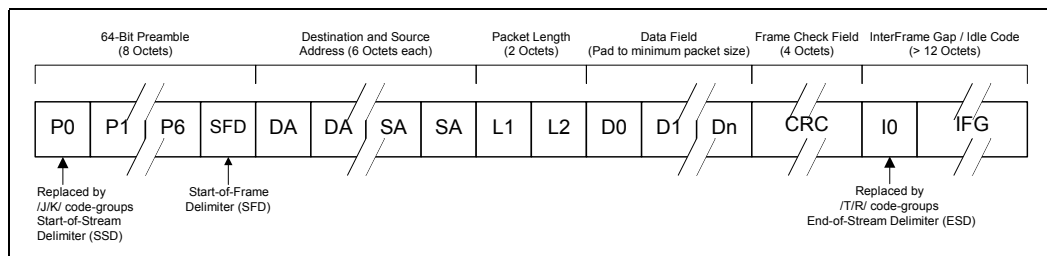 64-Bit Preamble
(8 Octets)
Destination and Source
Address (6 Octets each)
Packet Length
(2 Octets)
Data Field
(Pad to minimum packet size)
Frame Check Field
(4 Octets)
InterFrame Gap / Idle Code
(> 12 Octets)
P0 P1 P6 SFD DA DA SA SA L1 L2 D0 D1 Dn CRC I0 IFG
Replaced by
/J/K/ code-groups
Start-of-Stream
Delimiter (SSD)
Start-of-Frame
Delimiter (SFD)
Replaced by
/T/R/ code-groups
End-of-Stream Delimiter (ESD)